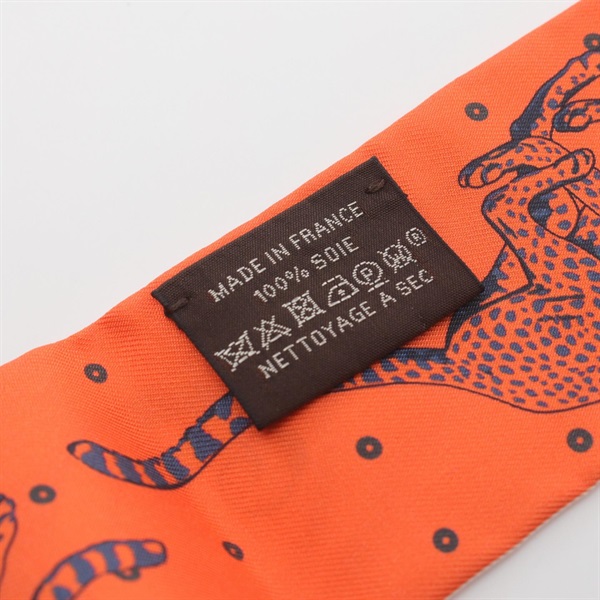 MADE IN FRANCE
100% SOIE
P W ®
NETTOYAGE A SEC